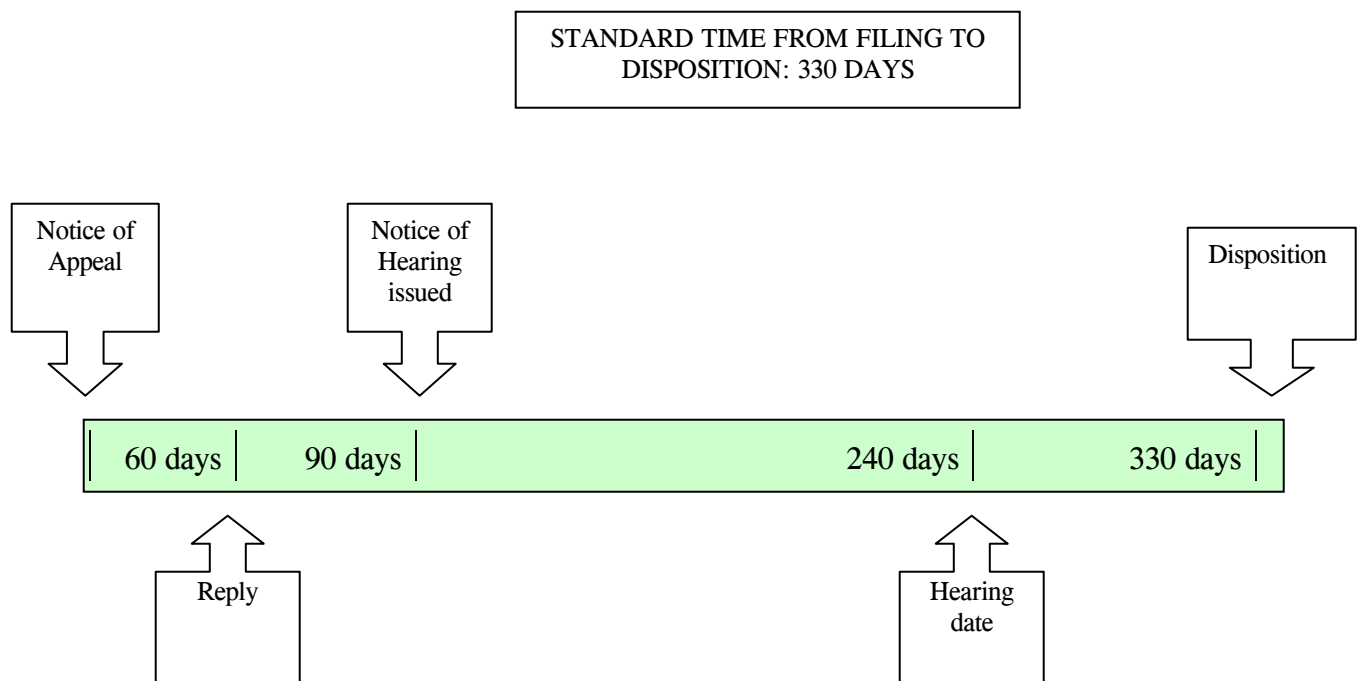 STANDARD TIME FROM FILING TO
DISPOSITION: 330 DAYS
Notice of
Appeal
Notice of
Hearing
issued
Disposition
60 days
90 days
240 days
330 days
Reply
Hearing
date